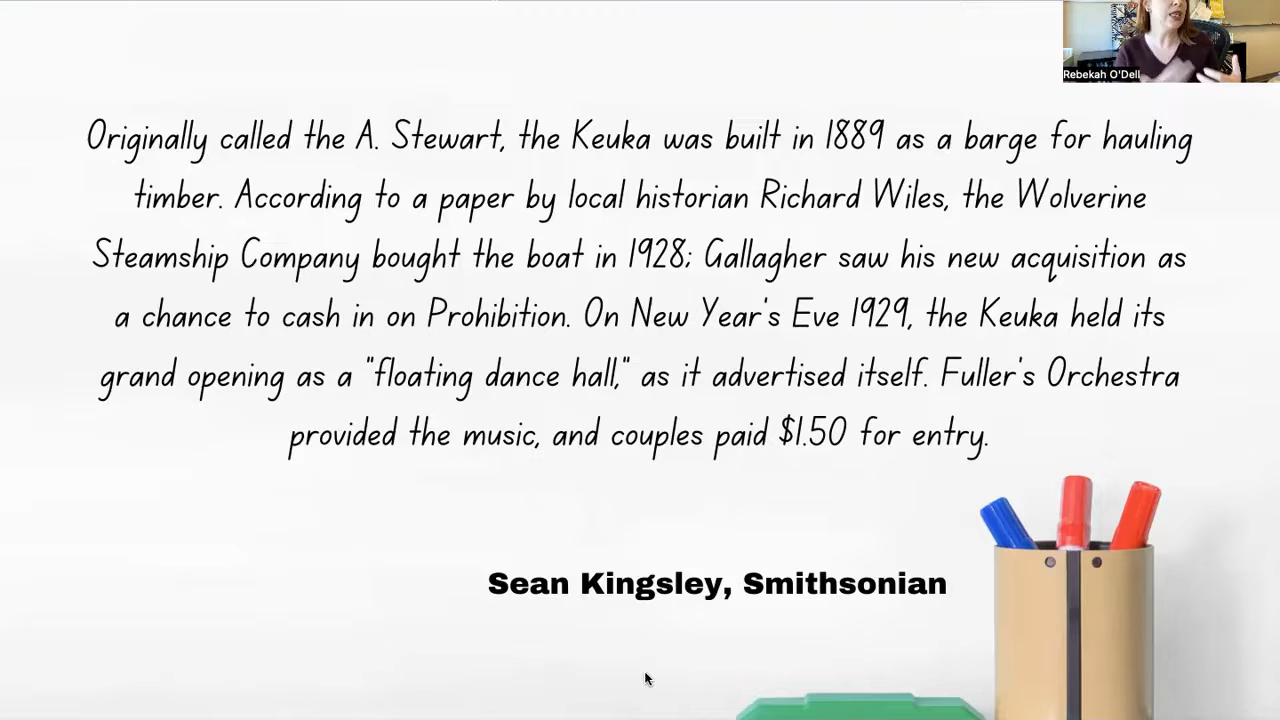 Rebekah O'Dell
Originally called the A. Stewart, the Keuka was built in 1889 as a barge for hauling
timber. According to a paper by local historian Richard Wiles, the Wolverine
Steamship Company bought the boat in 1928; Gallagher saw his new acquisition as
a chance to cash in on Prohibition. On New Year's Eve 1929, the Keuka held its
grand opening as a "floating dance hall," as it advertised itself. Fuller's Orchestra
provided the music, and couples paid $1.50 for entry.
Sean Kingsley, Smithsonian